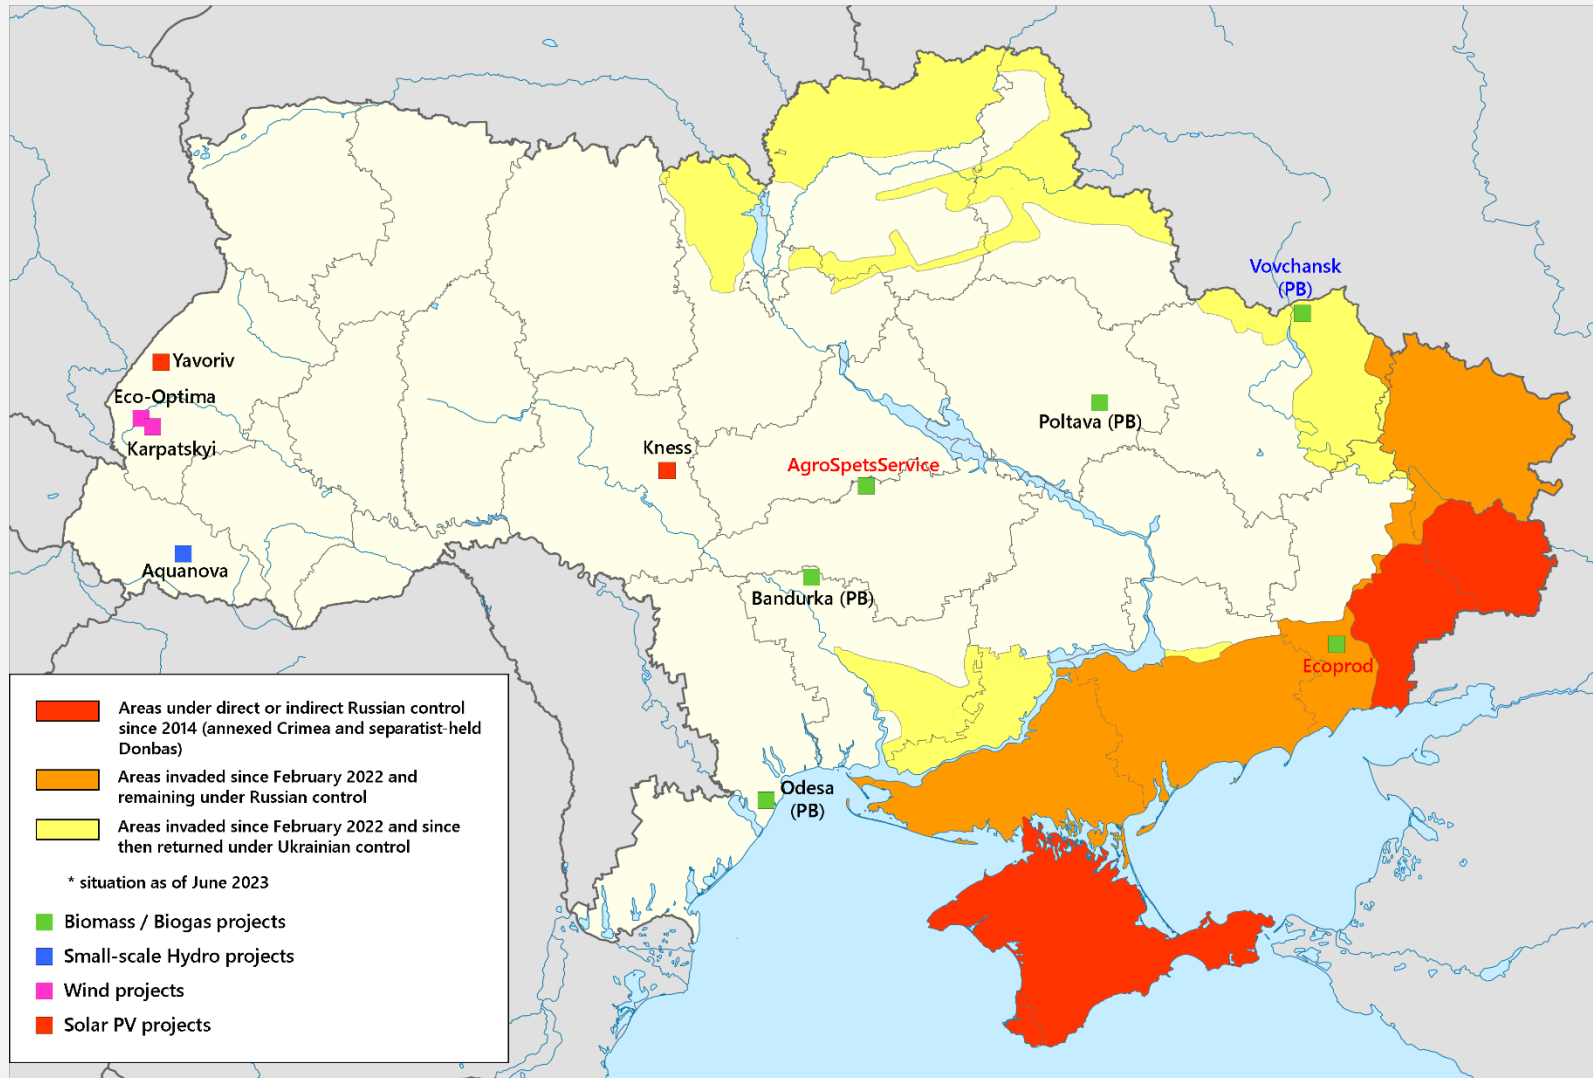 Vovchansk
(PB)
Yavoriv
Eco-Optima
Karpatskyi
Poltava (PB)
Kness
AgroSpetsService
Aquanova
Bandurka (PB)
Ecoprod
Odesa
(PB)
Areas under direct or indirect Russian control
since 2014 (annexed Crimea and separatist-held
Donbas)
Areas invaded since February 2022 and
remaining under Russian control
Areas invaded since February 2022 and since
then returned under Ukrainian control
* situation as of June 2023
Biomass / Biogas projects
Small-scale Hydro projects
Wind projects
Solar PV projects